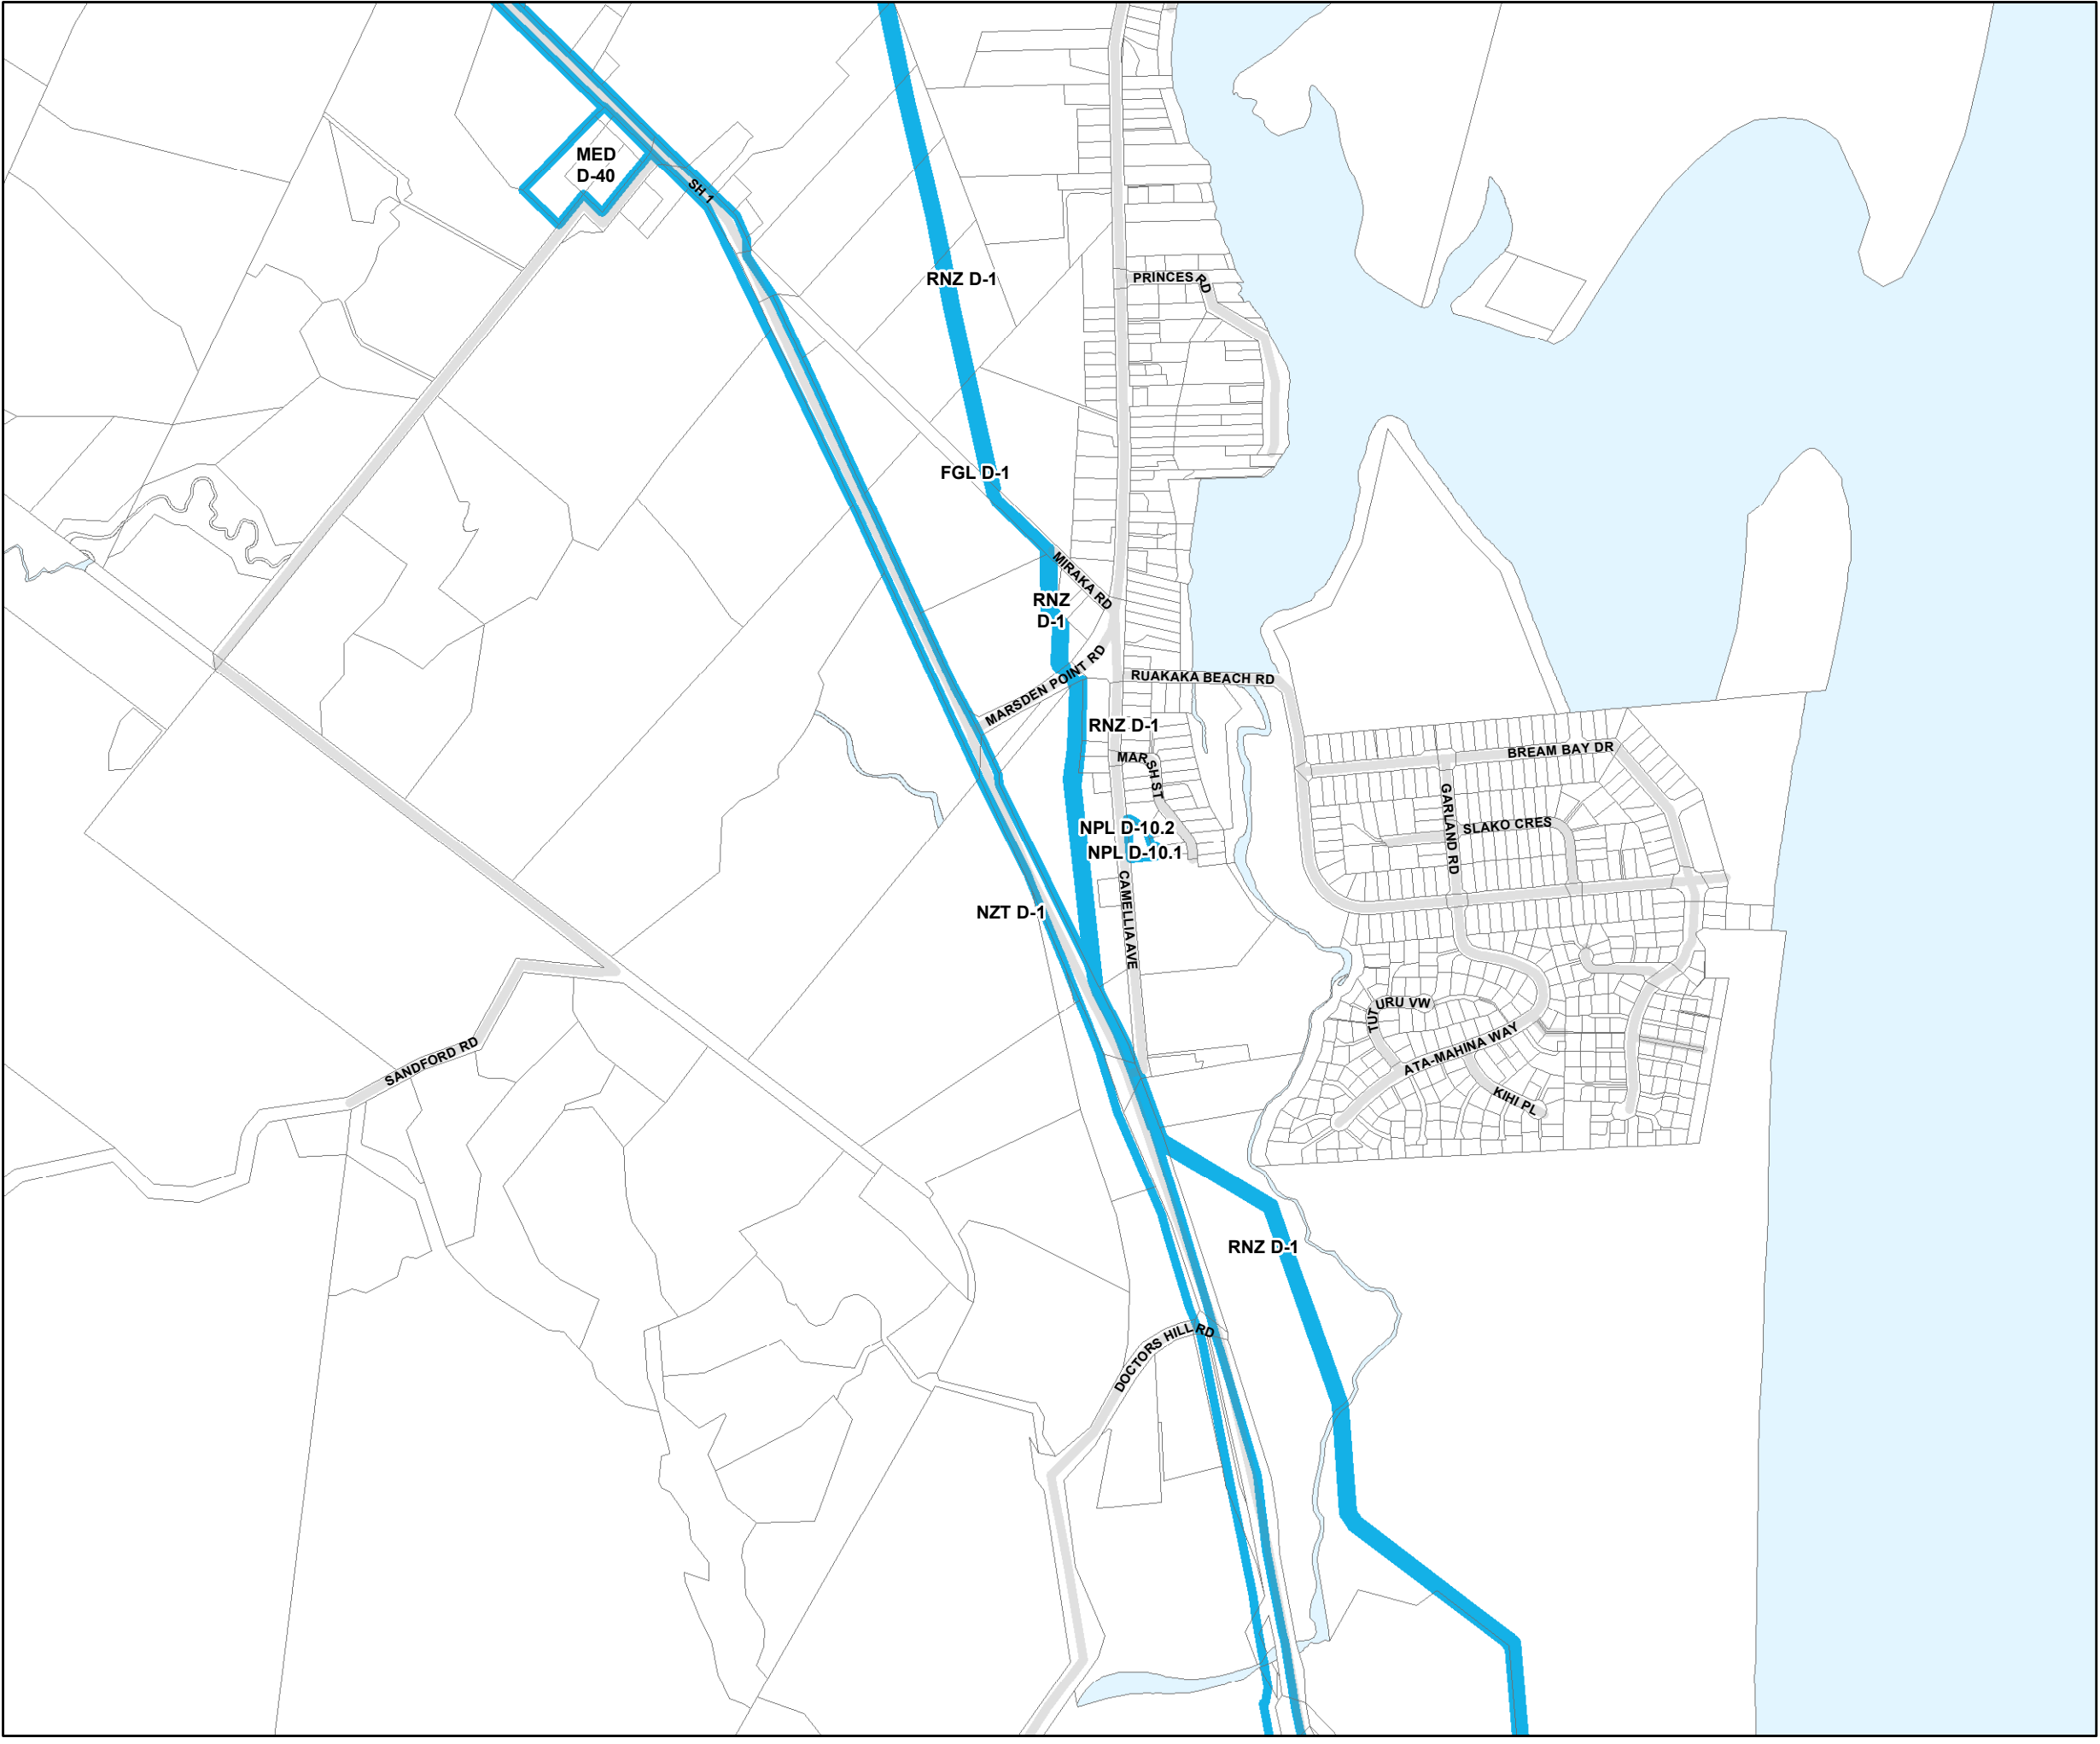 MED
D-40
SH 1
RNZ D-1
PRINCES RD
FGL D-1
MIRAKA RD
RNZ
D-1
MARSDEN POINT RD
RUAKAKA BEACH RD
RNZ D-1
MARSH ST
BREAM BAY DR
GARLAND RD
SLAKO CRES
NPL D-10.2
NPL D-10.1
CAMELLIA AVE
NZT D-1
TUTURU VW
ATA-MAHINA WAY
KIHI PL
SANDFORD RD
RNZ D-1
DOCTORS HILL RD